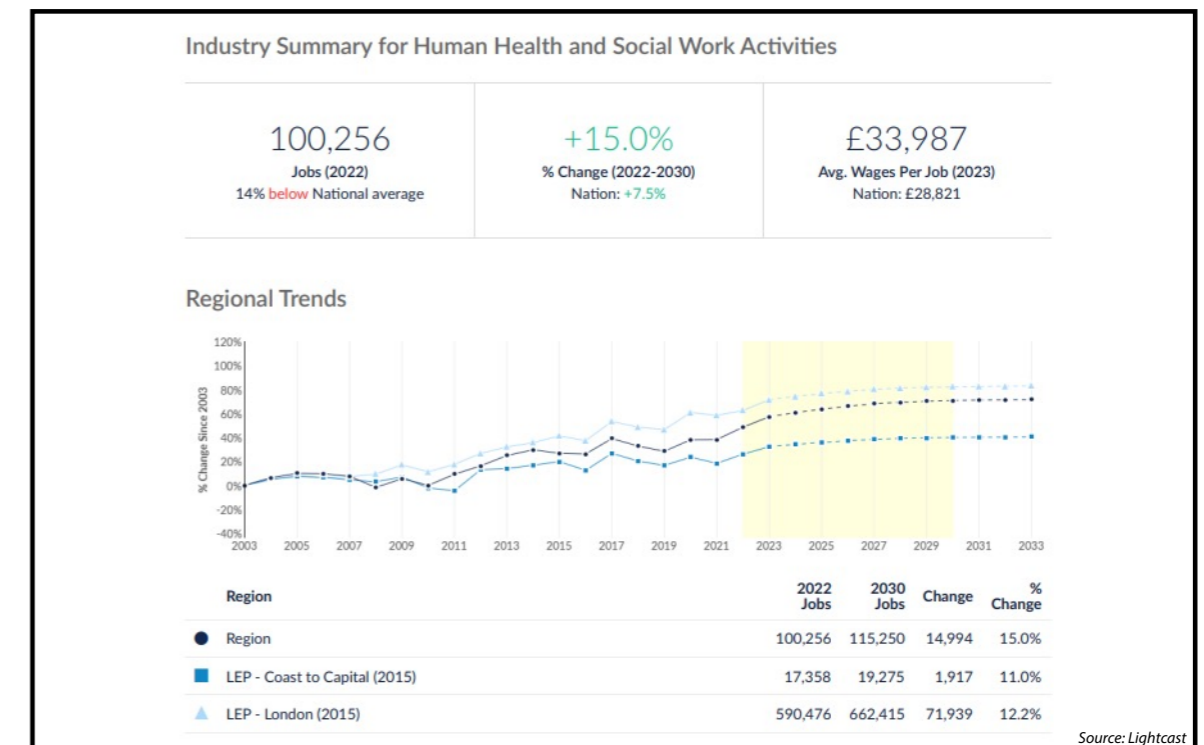 Industry Summary for Human Health and Social Work Activities
100,256
Jobs (2022)
14% below National average
+15.0%
% Change (2022-2030)
Nation: +7.5%
£33,987
Avg. Wages Per Job (2023)
Nation: £28,821
Regional Trends
% Change Since 2003
120%
100%
80%
60%
40%
20%
0%
-20%
-40%
2003 2005 2007 2009 2011 2013 2015 2017 2019 2021 2023 2025 2027 2029 2031 2033
Region 2022 Jobs 2030 Jobs Change % Change
Region 100,256 115,250 14,994 15.0%
LEP - Coast to Capital (2015) 17,358 19,275 1,917 11.0%
LEP - London (2015) 590,476 662,415 71,939 12.2%
Source: Lightcast